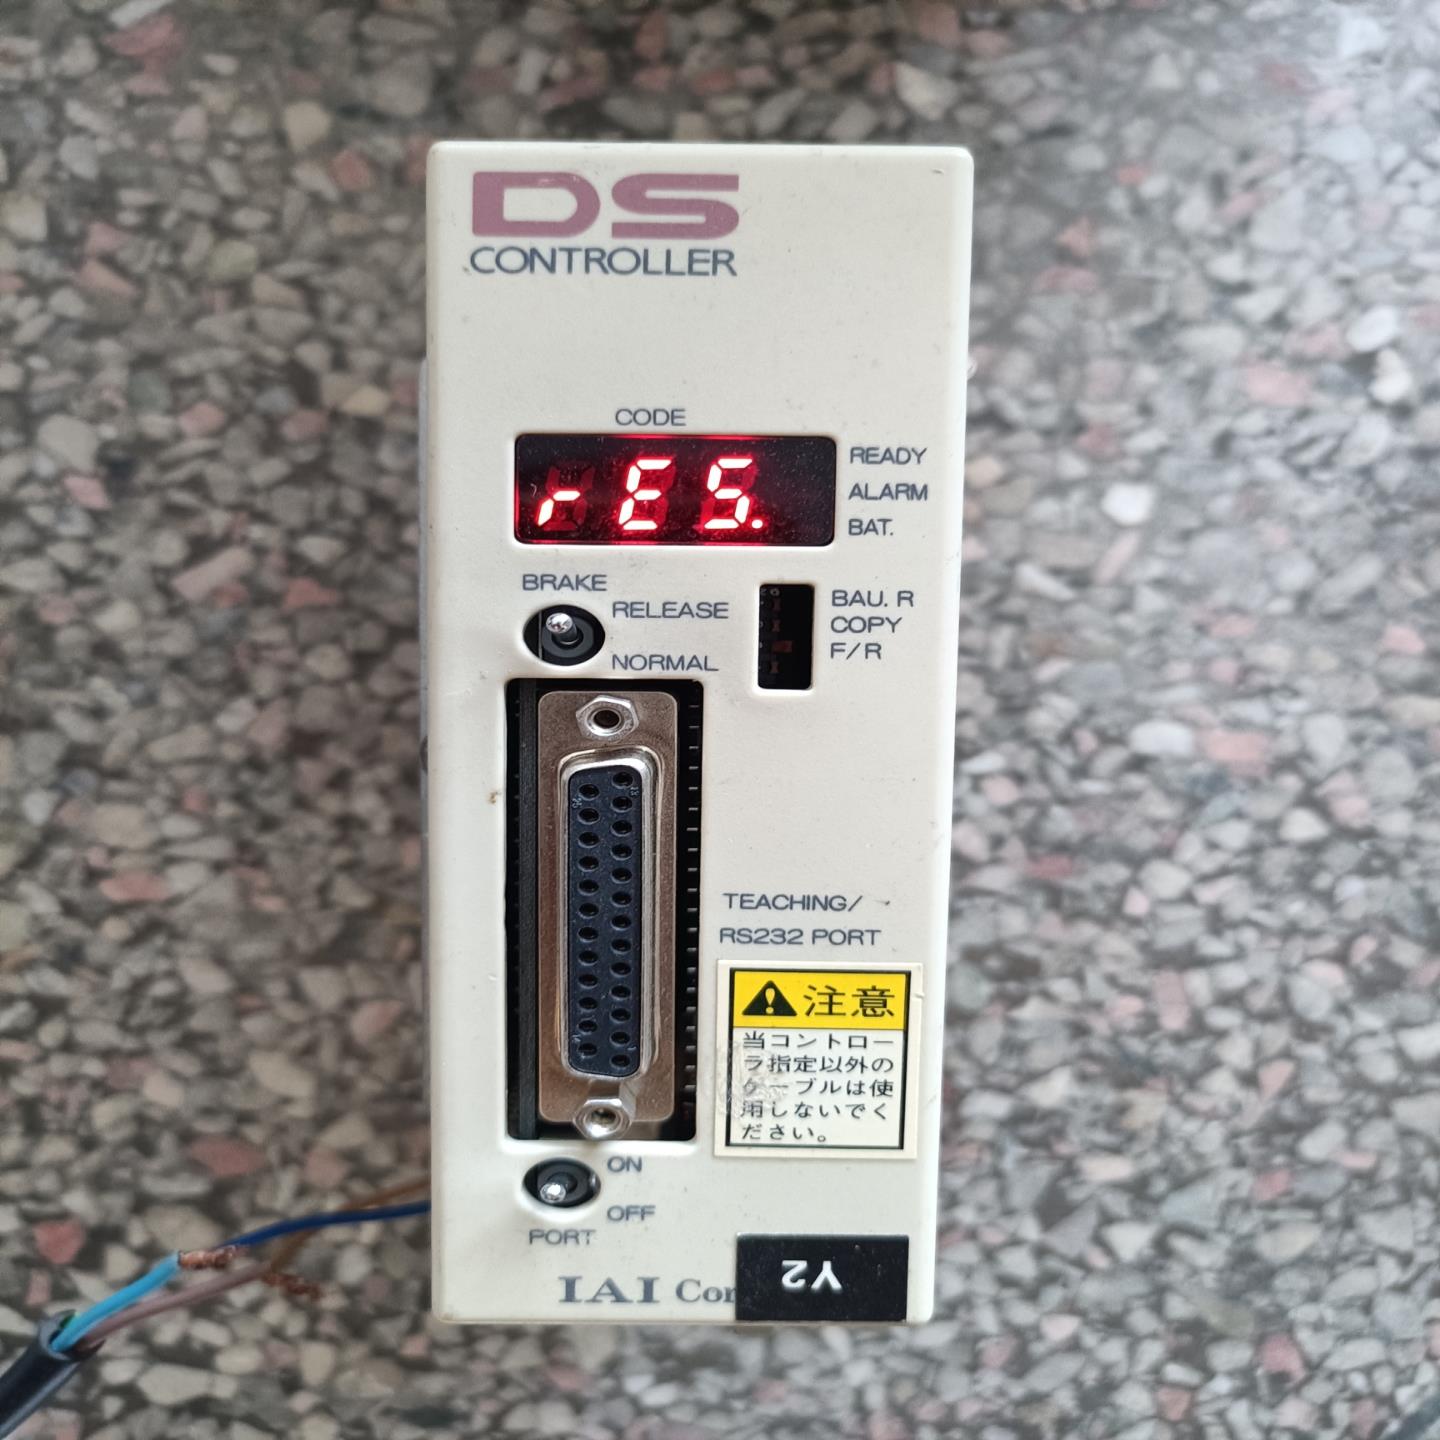 DS
CONTROLLER
CODE
rES.
READY
ALARM
BAT.
BRAKE
RELEASE
NORMAL
BAU. R
COPY
F/R
TEACHING/
RS232 PORT
注意
当コントロー
ラ指定以外の
ケーブルは使
用しないでく
ださい。
ON
OFF
PORT
IAI
Y2